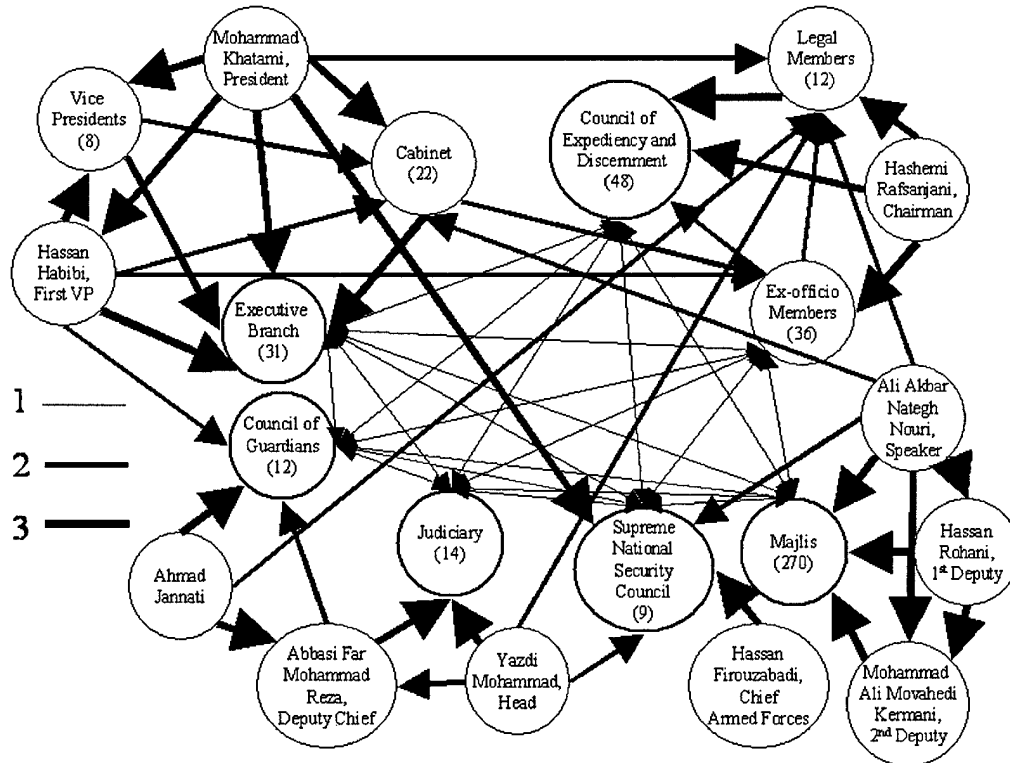 Mohammad
Khatami,
President
Legal
Members
(12)
Vice
Presidents
(8)
Council of
Expediency and
Discernment
(48)
Cabinet
(22)
Hashemi
Rafsanjani,
Chairman
Hassan
Habibi,
First VP
Executive
Branch
(31)
Ex-officio
Members
(36)
1
2
3
Council of
Guardians
(12)
Ali Akbar
Nategh
Nouri,
Speaker
Judiciary
(14)
Supreme
National
Security
Council
(9)
Majlis
(270)
Hassan
Rohani,
1st Deputy
Ahmad
Jannati
Abbasi Far
Mohammad
Reza,
Deputy Chief
Yazdi
Mohammad,
Head
Hassan
Firouzabadi,
Chief
Armed Forces
Mohammad
Ali Movahedi
Kermani,
2nd Deputy